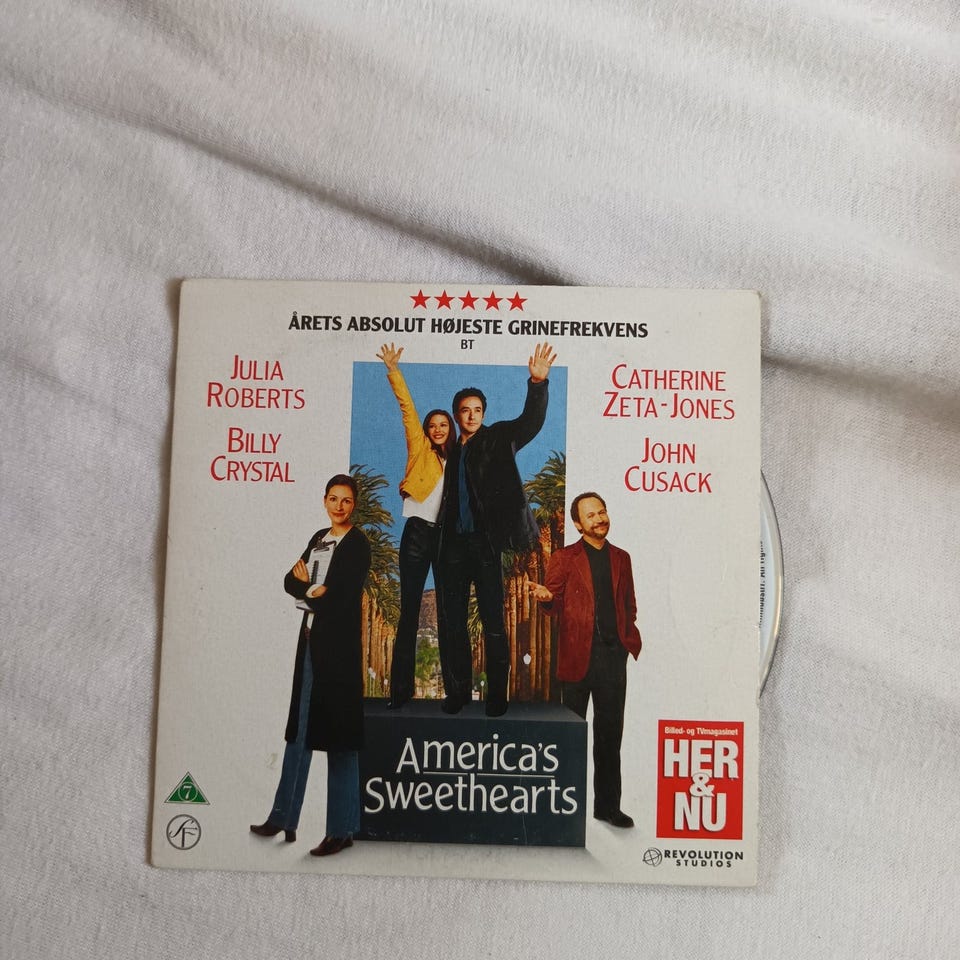 ÅRETS ABSOLUT HØJESTE GRINEFREKVENS
BT
JULIA
ROBERTS
BILLY
CRYSTAL
CATHERINE
ZETA-JONES
JOHN
CUSACK
America's
Sweethearts
7
SF
Billed- og TVmagasinet
HER
&
NU
REVOLUTION
STUDIOS